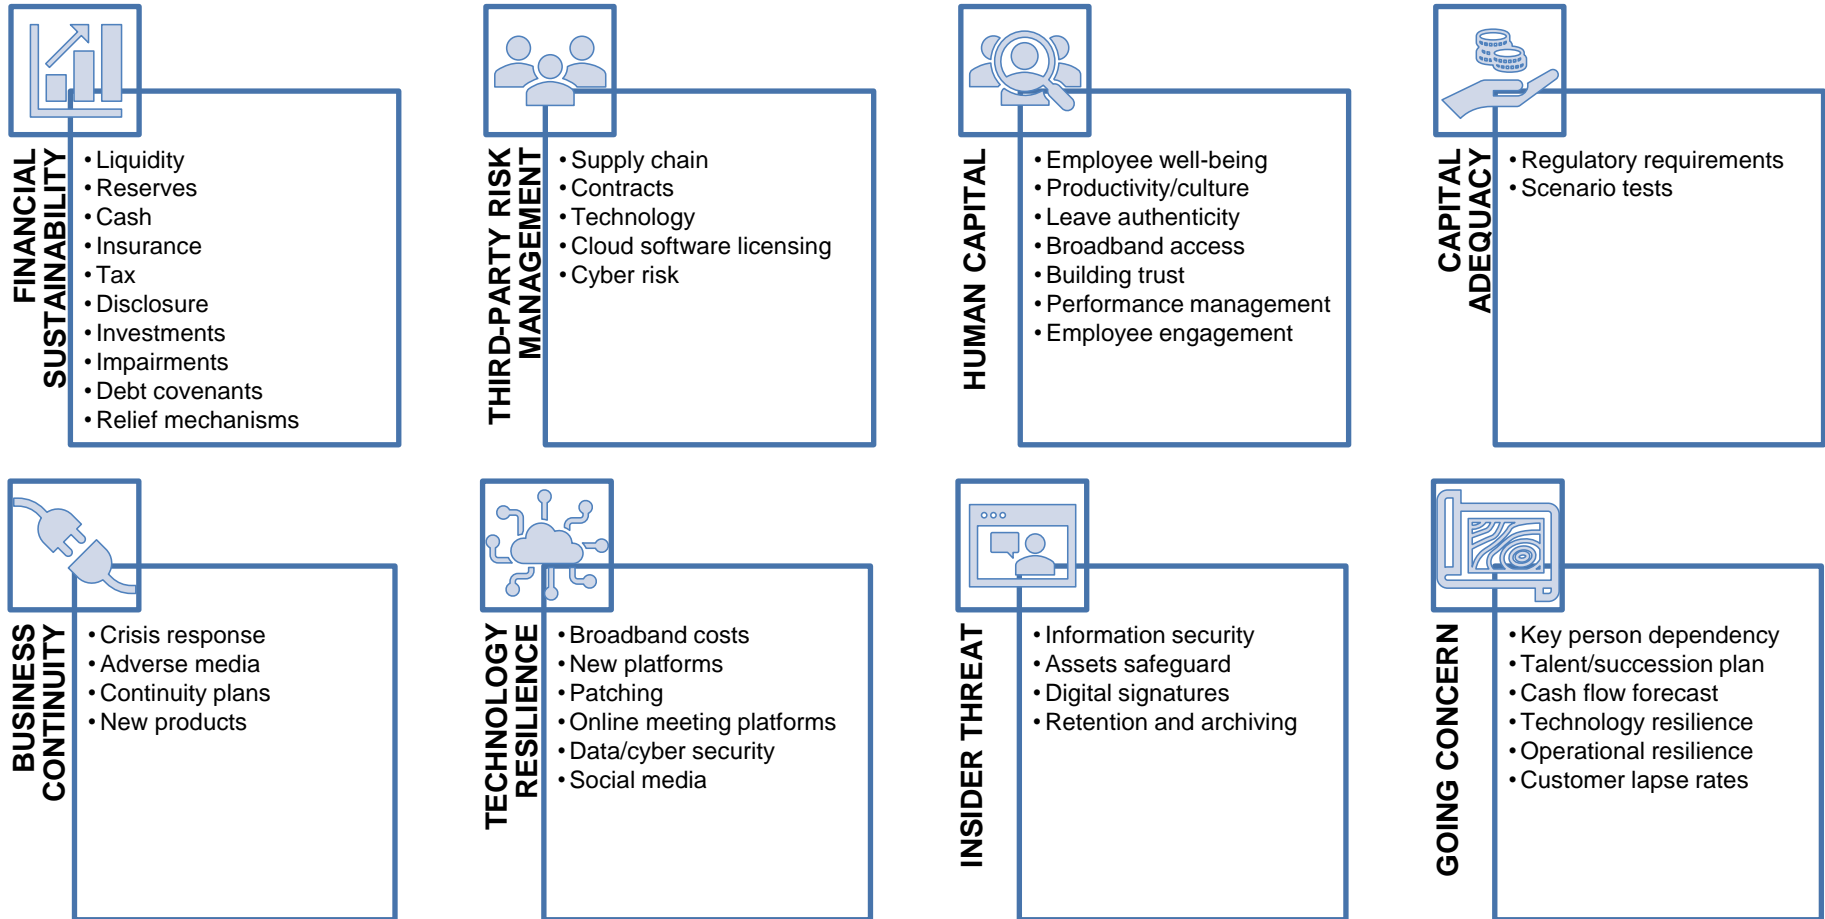 FINANCIAL
SUSTAINABILITY
• Liquidity
• Reserves
• Cash
• Insurance
• Tax
• Disclosure
• Investments
• Impairments
• Debt covenants
• Relief mechanisms
THIRD-PARTY RISK
MANAGEMENT
• Supply chain
• Contracts
• Technology
• Cloud software licensing
• Cyber risk
HUMAN CAPITAL
• Employee well-being
• Productivity/culture
• Leave authenticity
• Broadband access
• Building trust
• Performance management
• Employee engagement
CAPITAL
ADEQUACY
• Regulatory requirements
• Scenario tests
BUSINESS
CONTINUITY
• Crisis response
• Adverse media
• Continuity plans
• New products
TECHNOLOGY
RESILIENCE
• Broadband costs
• New platforms
• Patching
• Online meeting platforms
• Data/cyber security
• Social media
INSIDER THREAT
• Information security
• Assets safeguard
• Digital signatures
• Retention and archiving
GOING CONCERN
• Key person dependency
• Talent/succession plan
• Cash flow forecast
• Technology resilience
• Operational resilience
• Customer lapse rates